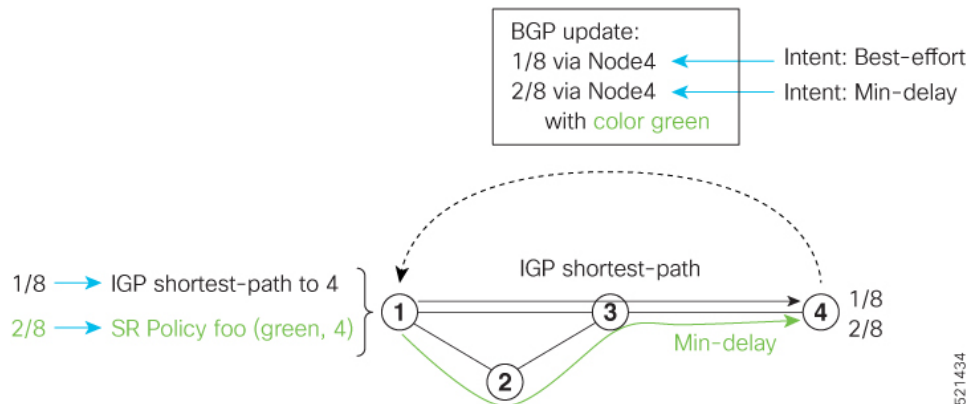 BGP update:
1/8 via Node4
Intent: Best-effort
2/8 via Node4
Intent: Min-delay
with color green
1/8
IGP shortest-path to 4
2/8
SR Policy foo (green, 4)
IGP shortest-path
1
3
4
1/8
2/8
Min-delay
2
521434